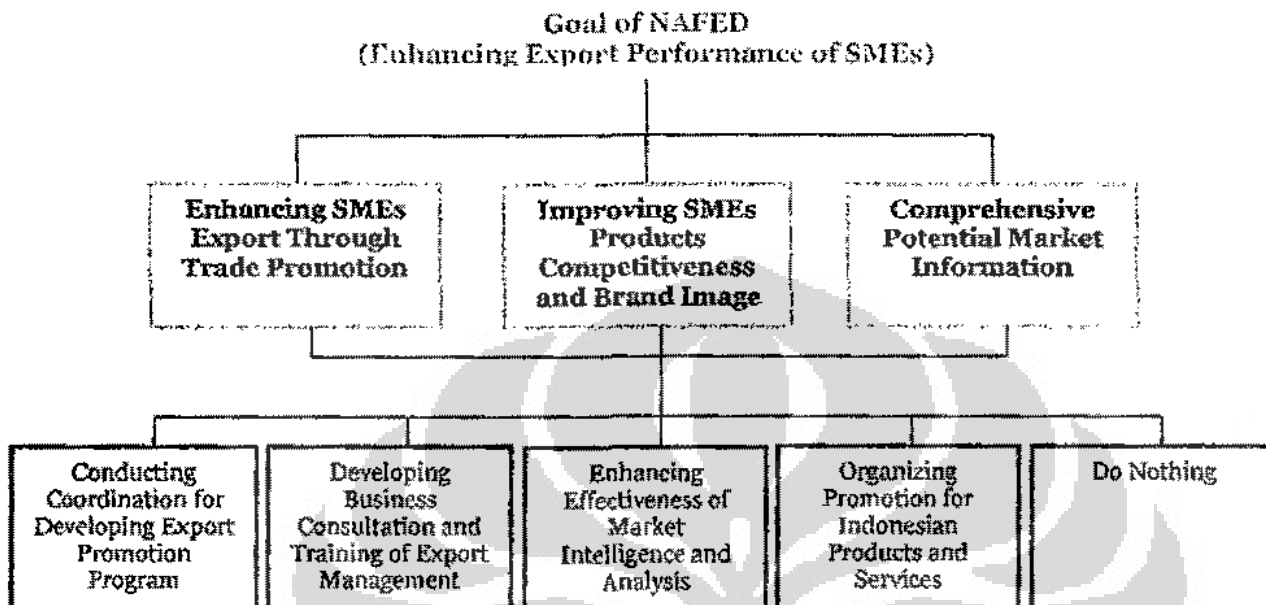 Goal of NAFED
(Enhancing Export Performance of SMEs)
Enhancing SMEs
Export Through
Trade Promotion
Improving SMEs
Products
Competitiveness
and Brand Image
Comprehensive
Potential Market
Information
Conducting
Coordination for
Developing Export
Promotion
Program
Developing
Business
Consultation and
Training of Export
Management
Enhancing
Effectiveness of
Market
Intelligence and
Analysis
Organizing
Promotion for
Indonesian
Products and
Services
Do Nothing